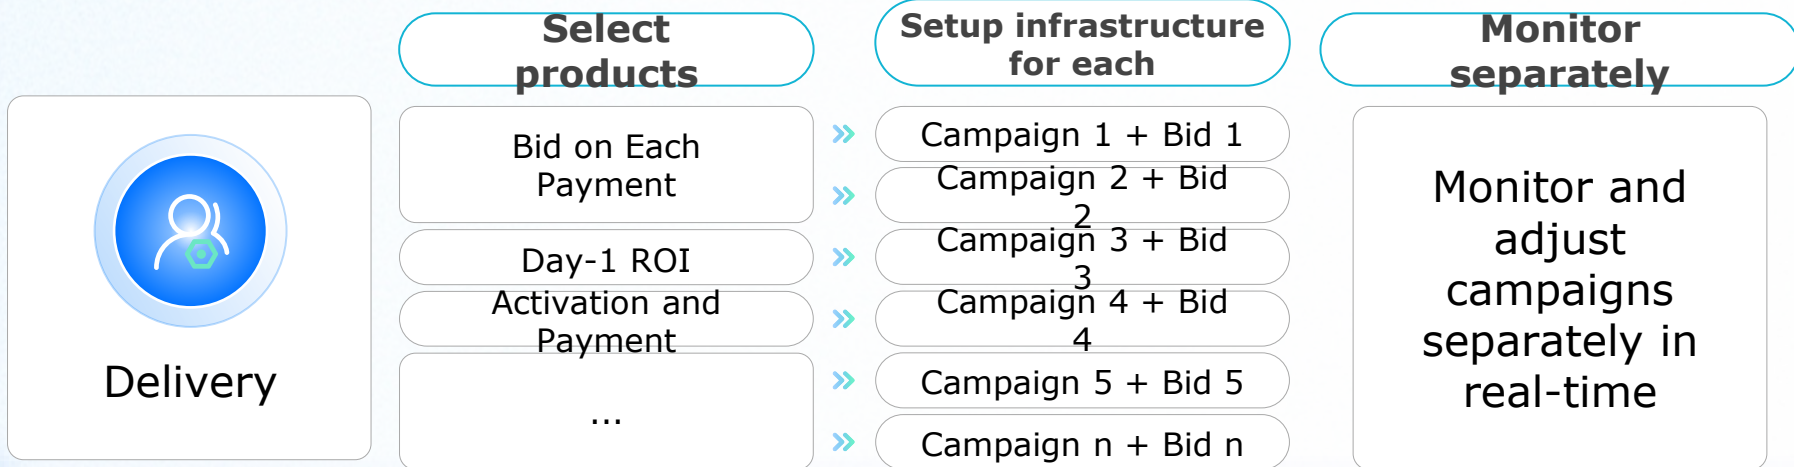 Select
products
Setup infrastructure
for each
Monitor
separately
Delivery
Bid on Each
Payment
Day-1 ROI
Activation and
Payment
...
Campaign 1 + Bid 1
Campaign 2 + Bid
2
Campaign 3 + Bid
3
Campaign 4 + Bid
4
Campaign 5 + Bid 5
Campaign n + Bid n
Monitor and
adjust
campaigns
separately in
real-time